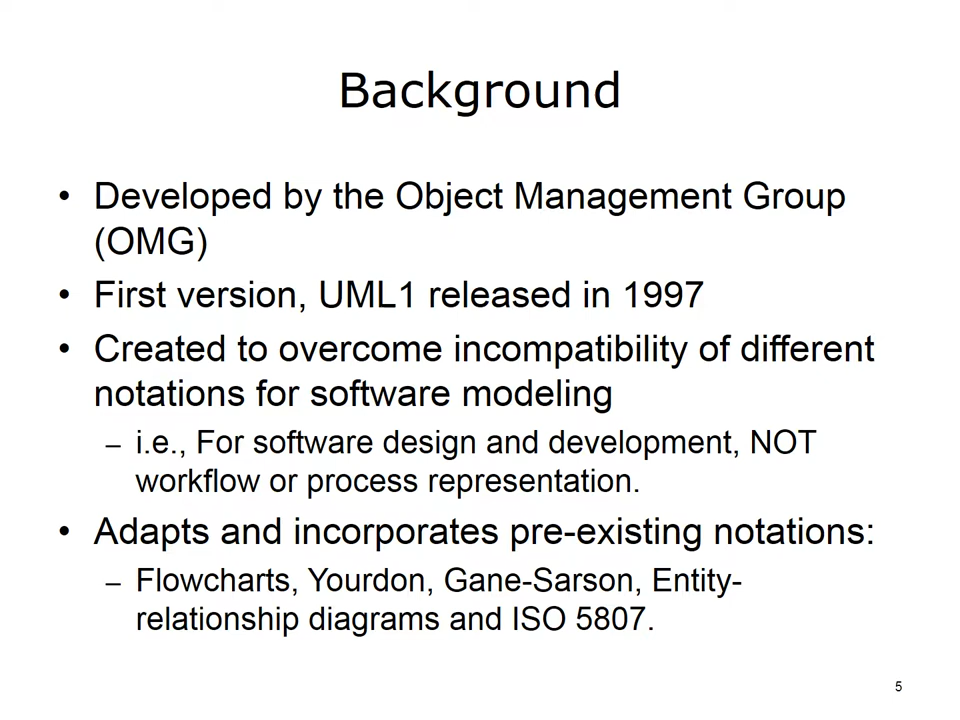 Background
• Developed by the Object Management Group
(OMG)
• First version, UML1 released in 1997
• Created to overcome incompatibility of different
notations for software modeling
– i.e., For software design and development, NOT
workflow or process representation.
• Adapts and incorporates pre-existing notations:
– Flowcharts, Yourdon, Gane-Sarson, Entity-
relationship diagrams and ISO 5807.
5